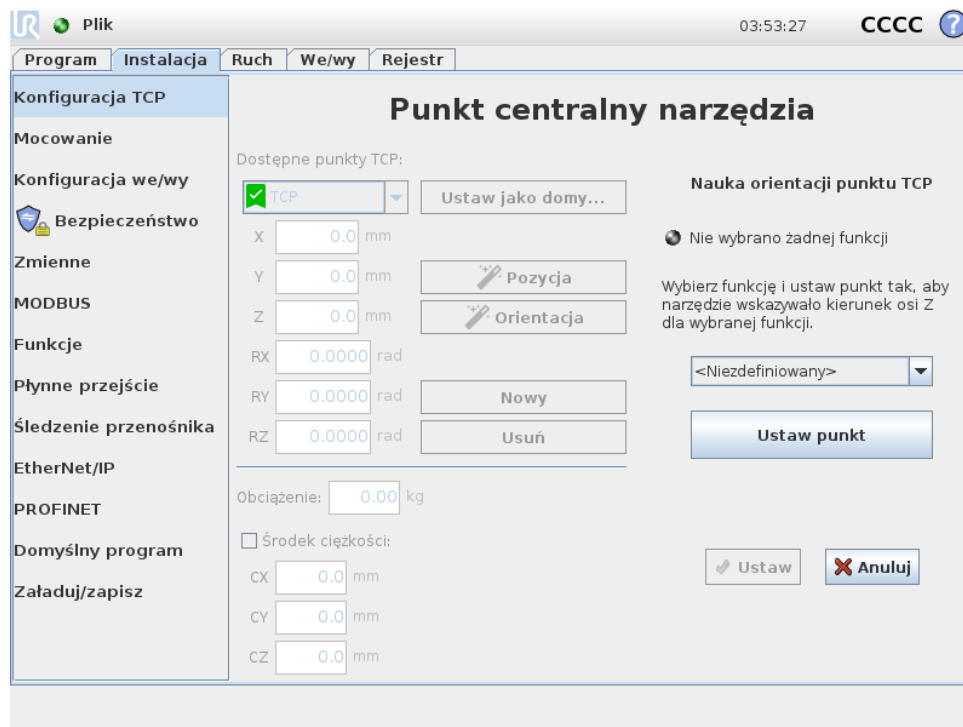 UR Plik 03:53:27 CCCC ?
Program Instalacja Ruch We/wy Rejestr
Konfiguracja TCP
Mocowanie
Konfiguracja we/wy
Bezpieczeństwo
Zmienne
MODBUS
Funkcje
Płynne przejście
Śledzenie przenośnika
EtherNet/IP
PROFINET
Domyślny program
Załaduj/zapisz
Punkt centralny narzędzia
Dostępne punkty TCP:
TCP Ustaw jako domy...
X 0.0 mm
Y 0.0 mm Pozycja
Z 0.0 mm Orientacja
RX 0.0000 rad
RY 0.0000 rad Nowy
RZ 0.0000 rad Usuń
Obciążenie: 0.00 kg
Środek ciężkości:
CX 0.0 mm
CY 0.0 mm
CZ 0.0 mm
Nauka orientacji punktu TCP
Nie wybrano żadnej funkcji
Wybierz funkcję i ustaw punkt tak, aby
narzędzie wskazywało kierunek osi Z
dla wybranej funkcji.
<Niezdefiniowany>
Ustaw punkt
Ustaw Anuluj